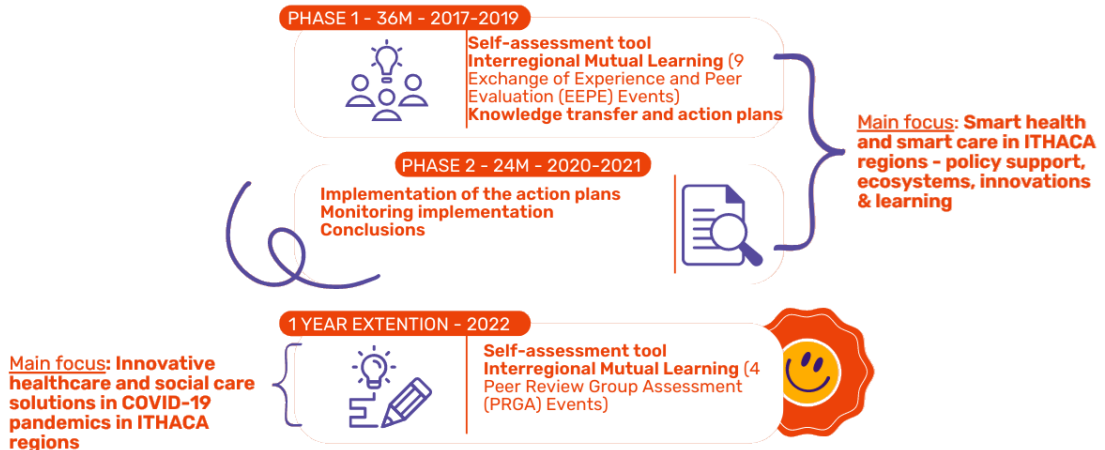 PHASE 1 - 36M - 2017-2019
Self-assessment tool
Interregional Mutual Learning (9
Exchange of Experience and Peer
Evaluation (EEPE) Events)
Knowledge transfer and action plans
Main focus: Smart health
and smart care in ITHACA
regions - policy support,
ecosystems, innovations
& learning
PHASE 2 - 24M - 2020-2021
Implementation of the action plans
Monitoring implementation
Conclusions
1 YEAR EXTENTION - 2022
Self-assessment tool
Interregional Mutual Learning (4
Peer Review Group Assessment
(PRGA) Events)
Main focus: Innovative
healthcare and social care
solutions in COVID-19
pandemics in ITHACA
regions